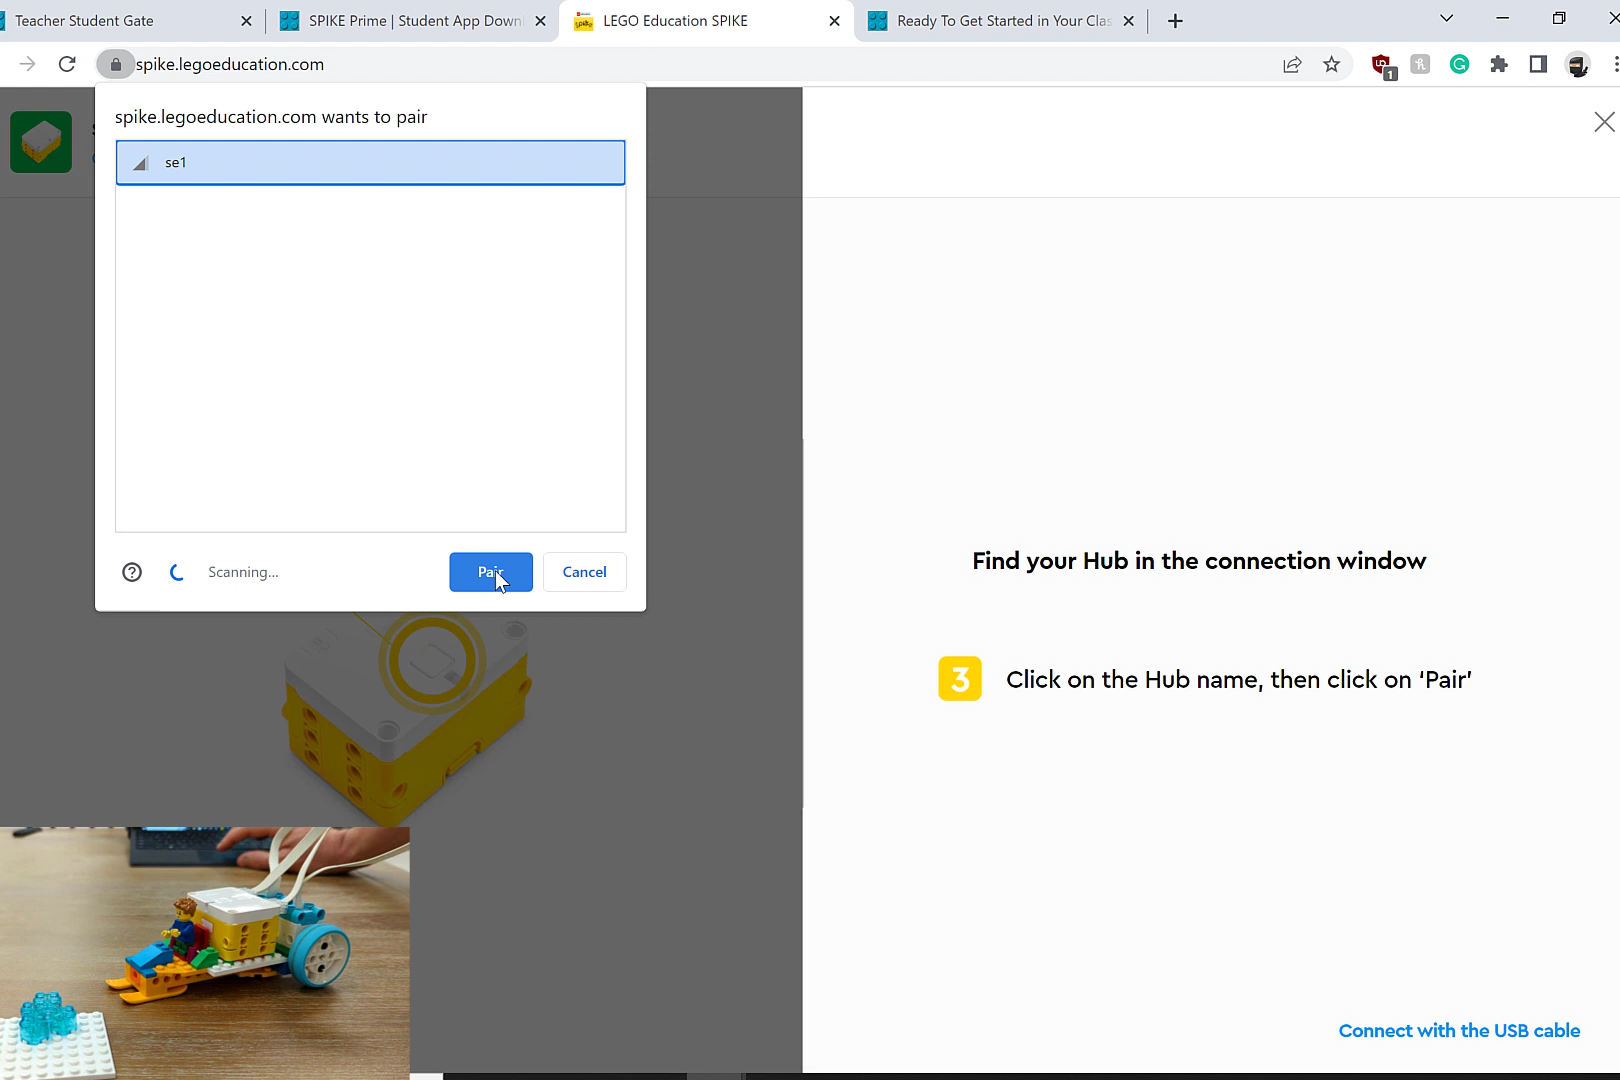 Teacher Student Gate
SPIKE Prime | Student App Down
LEGO Education SPIKE
Ready To Get Started in Your Clas
spike.legoeducation.com
1
spike.legoeducation.com wants to pair
se1
Scanning...
Pair
Cancel
Find your Hub in the connection window
3 Click on the Hub name, then click on ‘Pair’
Connect with the USB cable